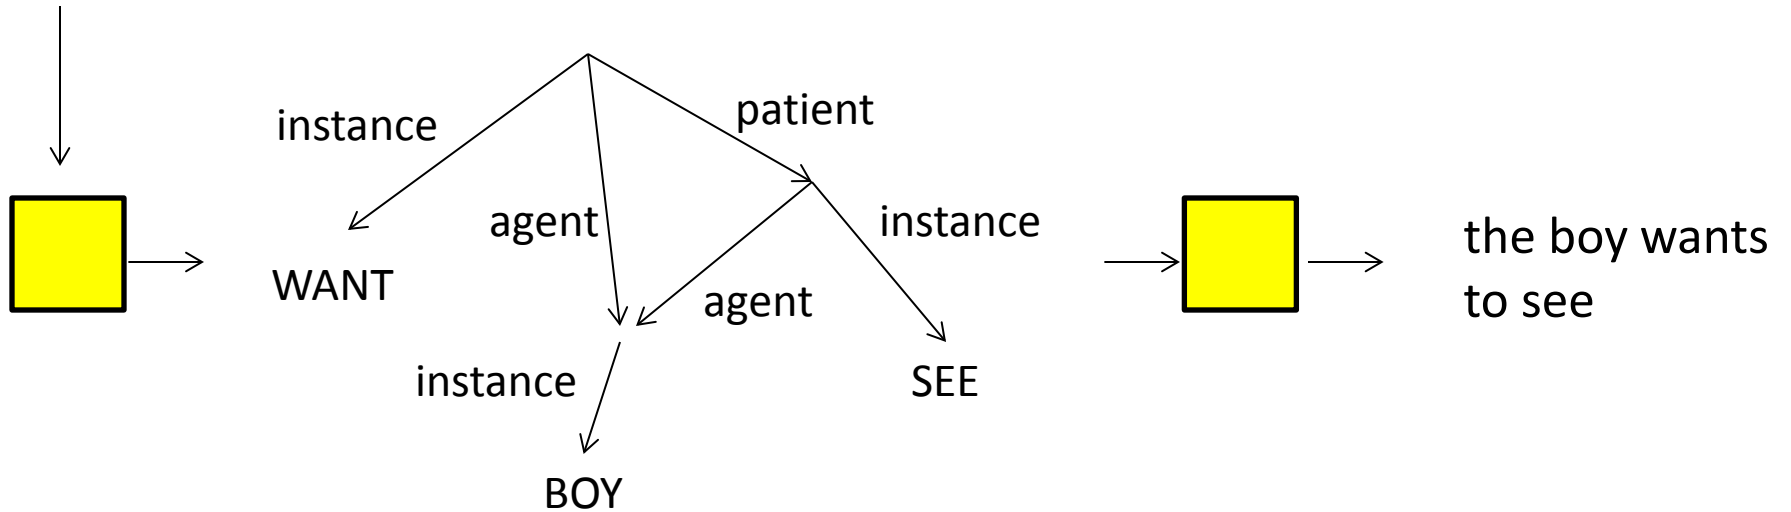 patient
instance
agent
instance
WANT
agent
instance
SEE
BOY
the boy wants
to see